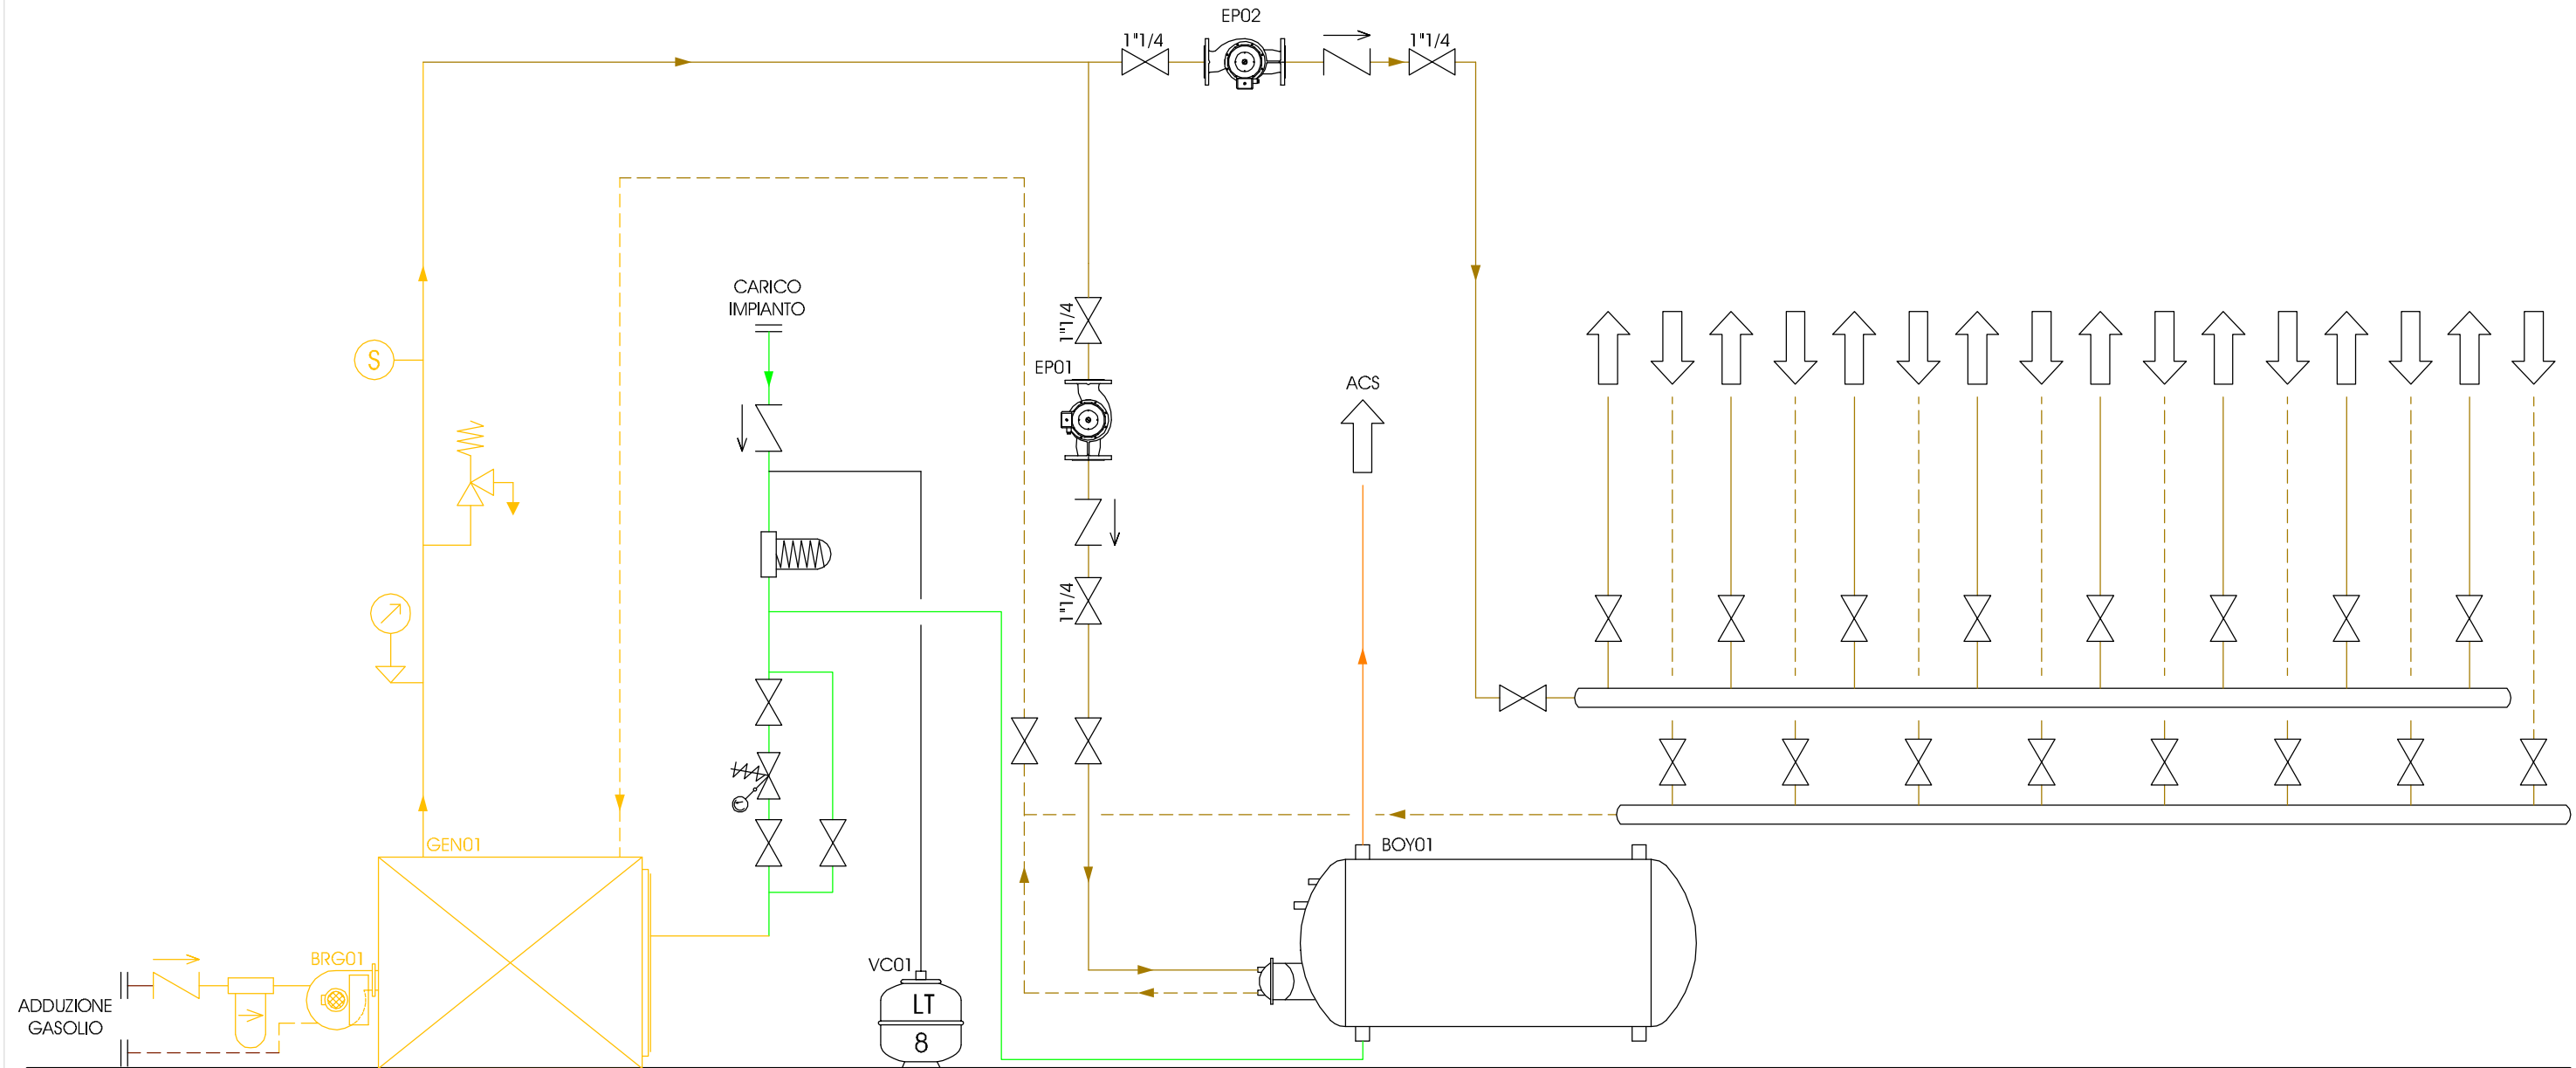 EP02
1"1/4
1"1/4
CARICO
IMPIANTO
1"1/4
S
EP01
ACS
1"1/4
GEN01
BOY01
BRG01
VC01
LT
8
ADDUZIONE
GASOLIO